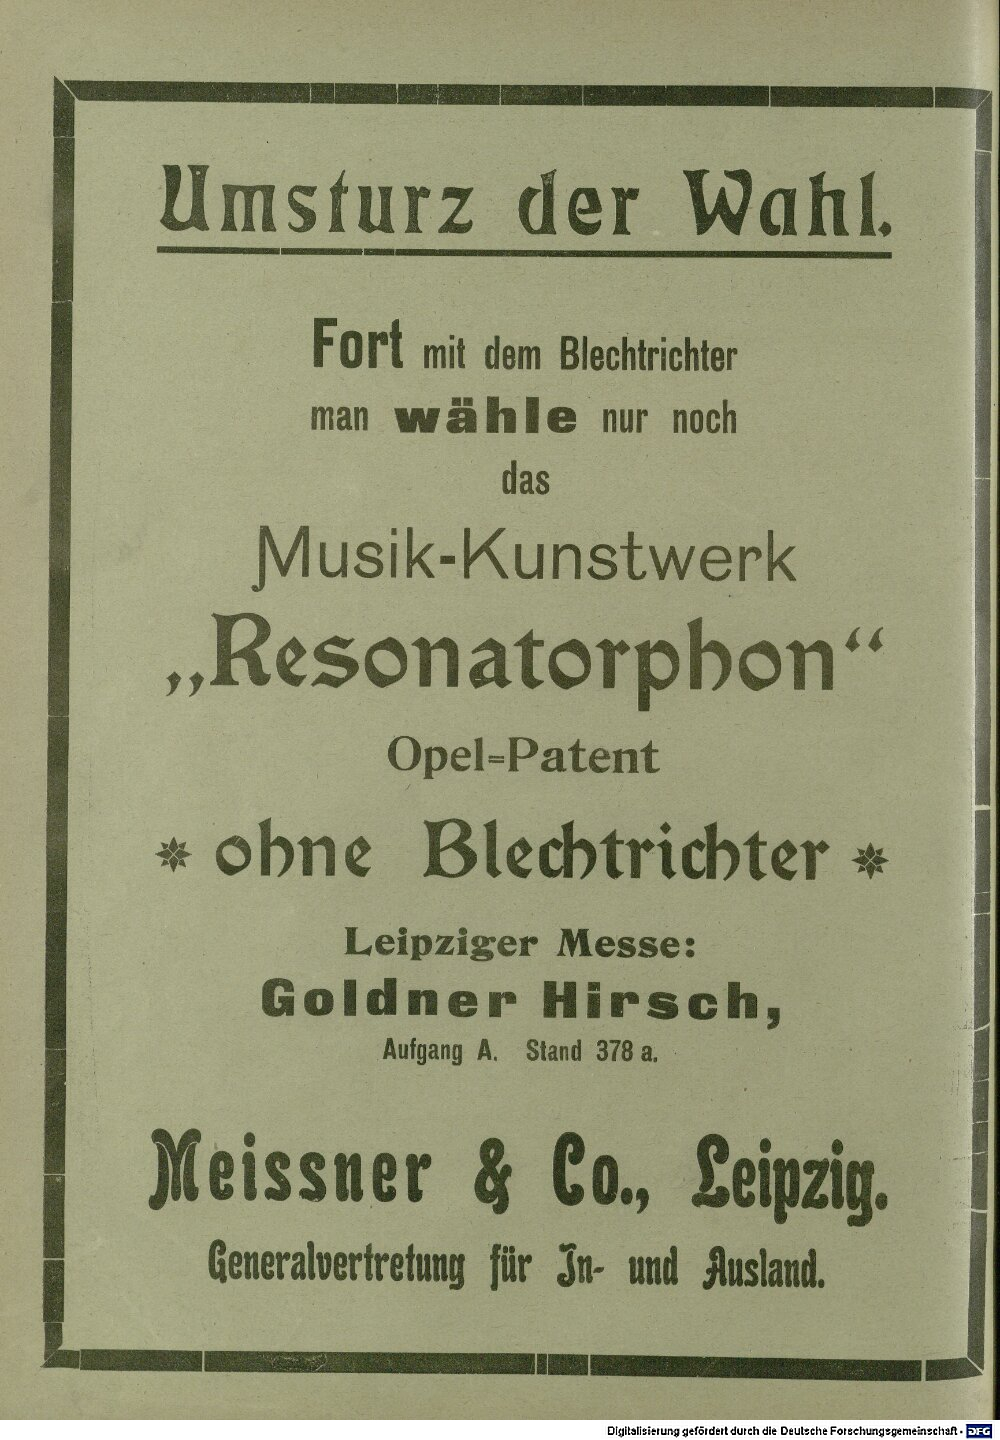 Umsturz der Wahl.
Fort mit dem Blechtrichter
man wähle nur noch
das
Musik-Kunstwerk
„Resonatorphon“
Opel=Patent
ohne Blechtrichter
Leipziger Messe:
Goldner Hirsch,
Aufgang A. Stand 378 a.
Meissner & Co., Leipzig.
Generalvertretung für In- und Ausland.
Digitalisierung gefördert durch die Deutsche Forschungsgemeinschaft - DFG